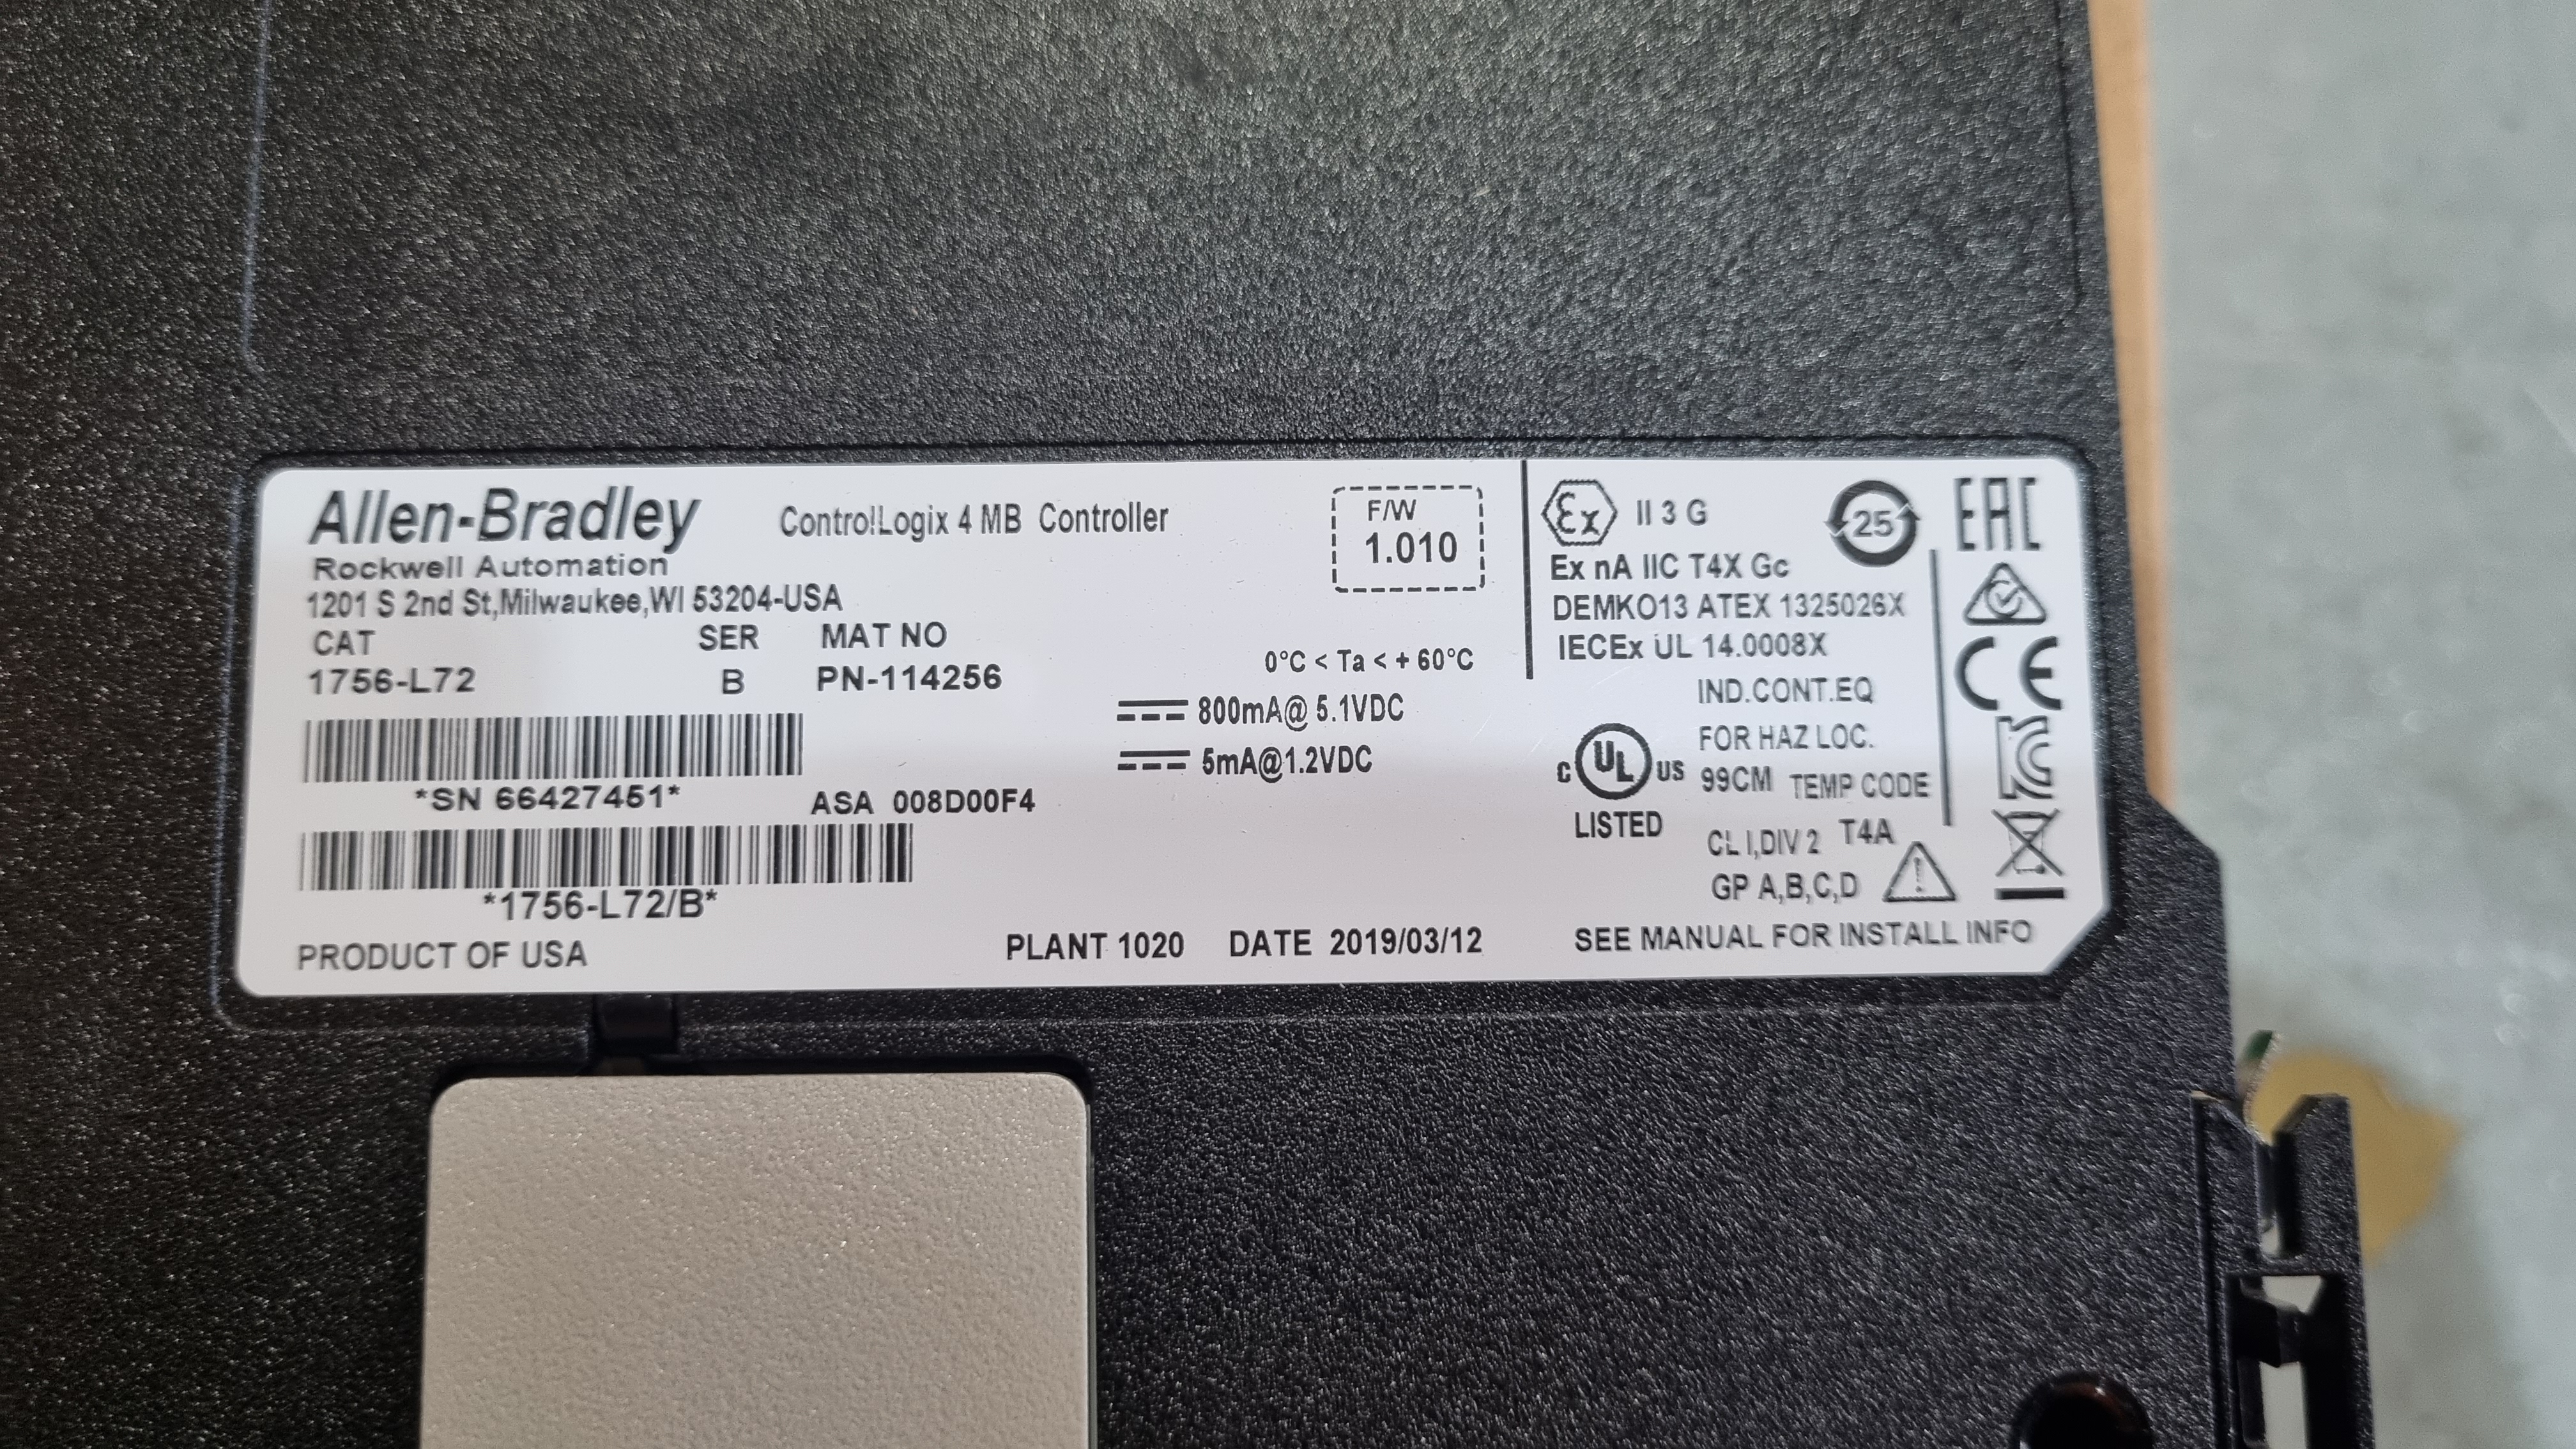 Allen-Bradley ControlLogix 4 MB Controller
Rockwell Automation
1201 S 2nd St,Milwaukee,WI 53204-USA
CAT SER MAT NO
1756-L72 B PN-114256
*SN 66427451*
ASA 008D00F4
*1756-L72/B*
PRODUCT OF USA
PLANT 1020 DATE 2019/03/12
F/W
1.010
0°C < Ta < + 60°C
800mA@ 5.1VDC
5mA@1.2VDC
Ex II 3 G
Ex nA IIC T4X Gc
DEMKO13 ATEX 1325026X
IECEx UL 14.0008X
25
EAC
C UL US
LISTED
IND.CONT.EQ
FOR HAZ LOC.
99CM TEMP CODE
CL I,DIV 2 T4A
GP A,B,C,D
CE
SEE MANUAL FOR INSTALL INFO